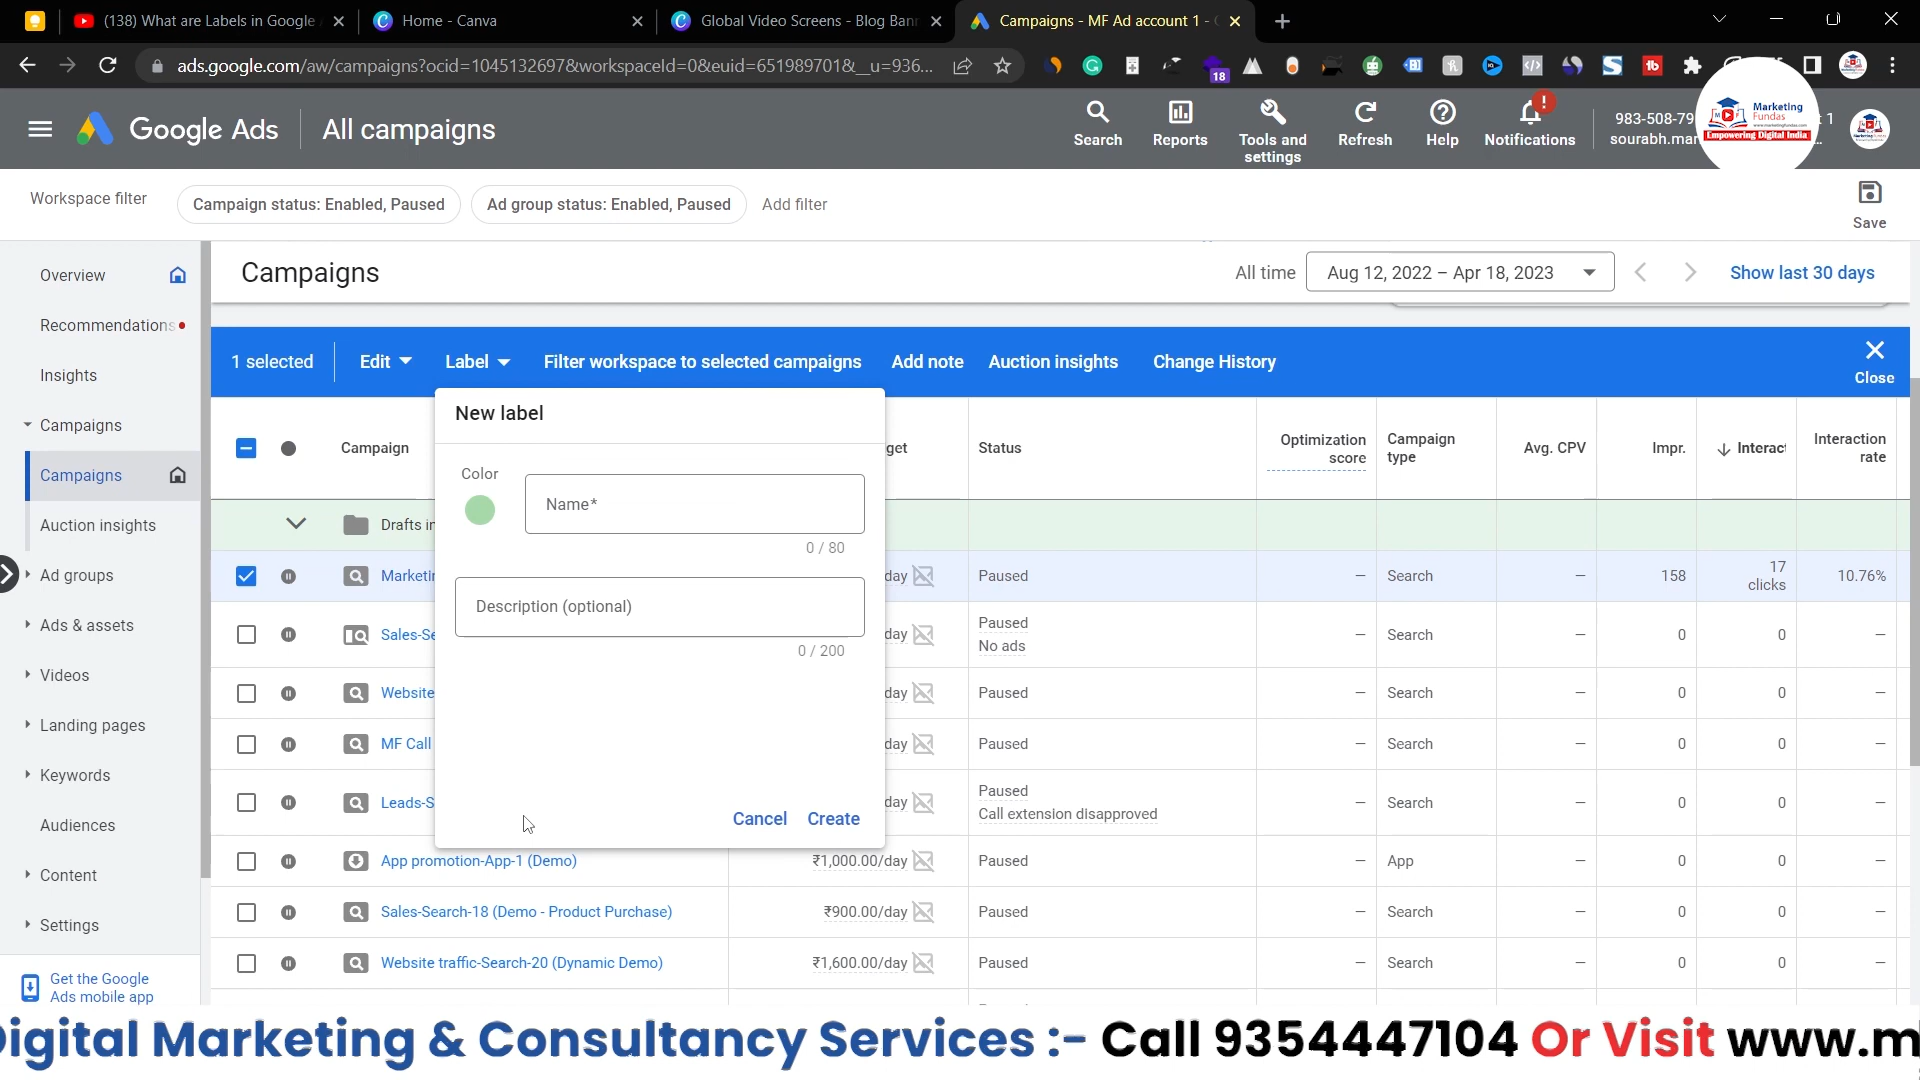 (138) What are Labels in Google
Home - Canva
Global Video Screens - Blog Bann
Campaigns - MF Ad account 1 -
ads.google.com/aw/campaigns?ocid=1045132697&workspaceId=0&euid=651989701&__u=936...
18
Google Ads
All campaigns
Search
Reports
Tools and settings
Refresh
Help
Notifications
983-508-79
1
sourabh.mar
Marketing Fundas
Empowering Digital India
Workspace filter
Campaign status: Enabled, Paused
Ad group status: Enabled, Paused
Add filter
Save
Overview
Recommendations
Insights
Campaigns
Campaigns
Auction insights
Ad groups
Ads & assets
Videos
Landing pages
Keywords
Audiences
Content
Settings
Get the Google
Ads mobile app
Campaigns
All time
Aug 12, 2022 – Apr 18, 2023
Show last 30 days
1 selected
Edit
Label
Filter workspace to selected campaigns
Add note
Auction insights
Change History
Close
New label
Color
Name*
0 / 80
Description (optional)
0 / 200
Cancel
Create
Campaign
get
Status
Optimization score
Campaign type
Avg. CPV
Impr.
Interact
Interaction rate
Drafts in
Marketin day Paused — Search — 158 17 clicks 10.76%
Sales-Se day Paused No ads — Search — 0 0 —
Website day Paused — Search — 0 0 —
MF Call day Paused — Search — 0 0 —
Leads-S day Paused Call extension disapproved — Search — 0 0 —
App promotion-App-1 (Demo) ₹1,000.00/day Paused — App — 0 0 —
Sales-Search-18 (Demo - Product Purchase) ₹900.00/day Paused — Search — 0 0 —
Website traffic-Search-20 (Dynamic Demo) ₹1,600.00/day Paused — Search — 0 0 —
Digital Marketing & Consultancy Services :- Call 9354447104 Or Visit www.m